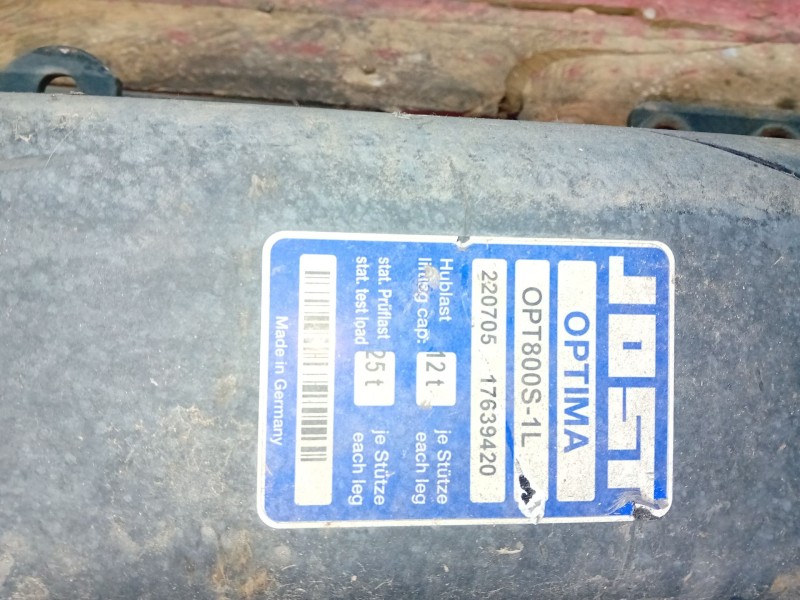 JOST
OPTIMA
OPT800S-1L
220705 17639420
Hublast
lifting cap: 12 t je Stütze
each leg
stat. Prüflast
stat. test load 25 t je Stütze
each leg
Made in Germany